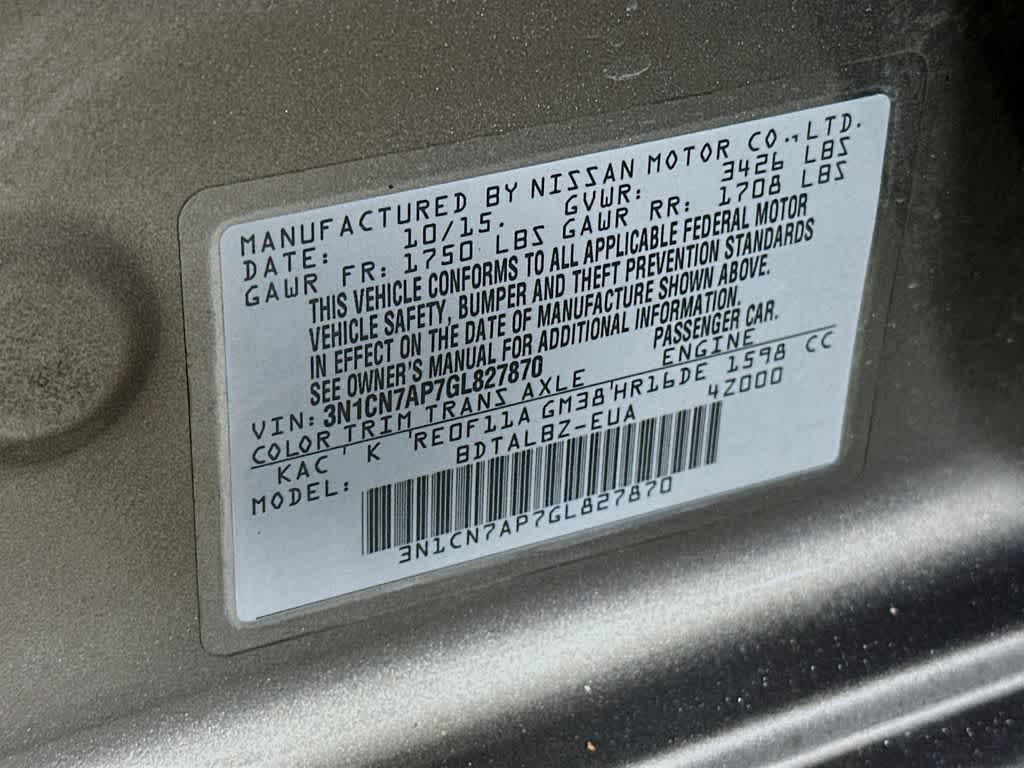 MANUFACTURED BY NISSAN MOTOR CO., LTD.
DATE: 10/15. GVWR: 3426 LBS
GAWR FR: 1750 LBS GAWR RR: 1708 LBS
THIS VEHICLE CONFORMS TO ALL APPLICABLE FEDERAL MOTOR
VEHICLE SAFETY, BUMPER AND THEFT PREVENTION STANDARDS
IN EFFECT ON THE DATE OF MANUFACTURE SHOWN ABOVE.
SEE OWNER'S MANUAL FOR ADDITIONAL INFORMATION.
VIN: 3N1CN7AP7GL827870 PASSENGER CAR.
COLOR TRIM TRANS AXLE ENGINE
KAC' K 'RE0F11A GM38'HR16DE 1598 CC
MODEL: BDTALBZ-EUA 4Z000
3N1CN7AP7GL827870